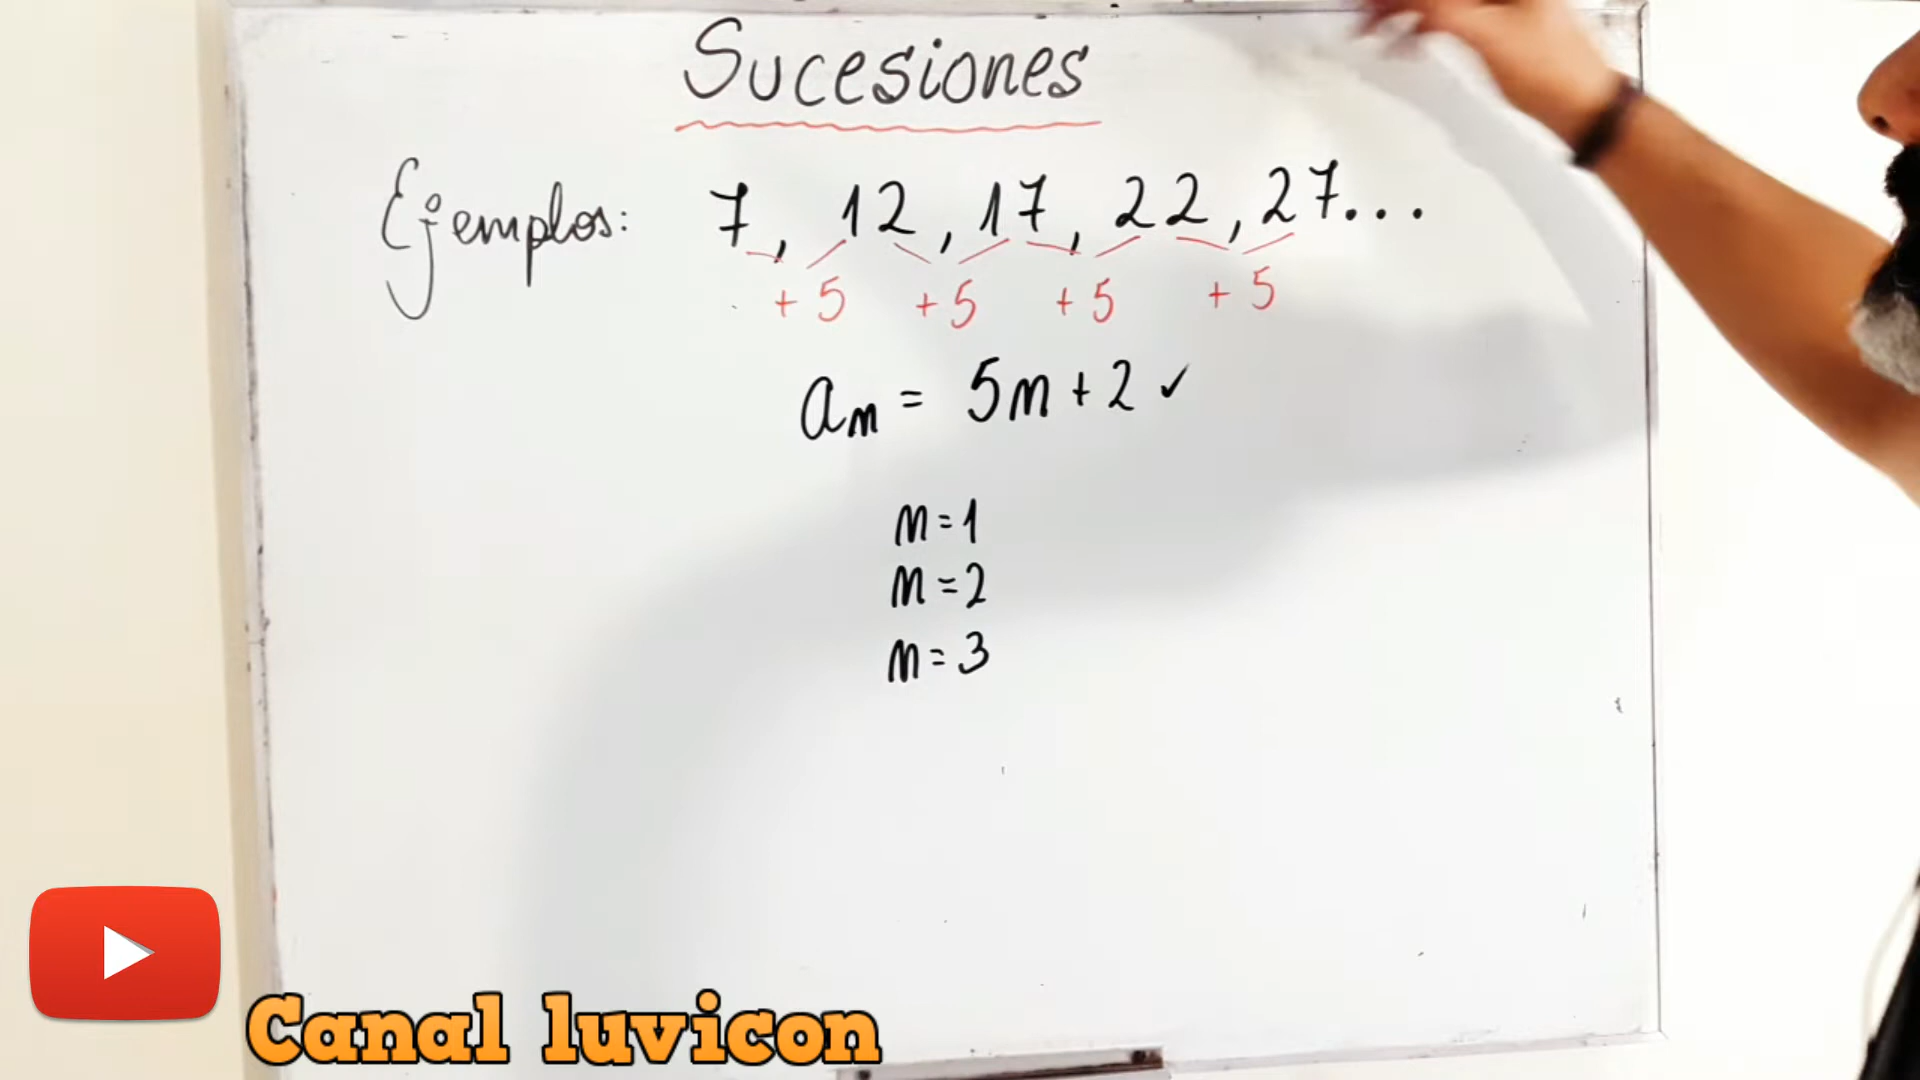 Sucesiones
Ejemplos: 7, 12, 17, 22, 27...
+5 +5 +5 +5
aₙ = 5n + 2 ✓
n = 1
n = 2
n = 3
Canal luvicon